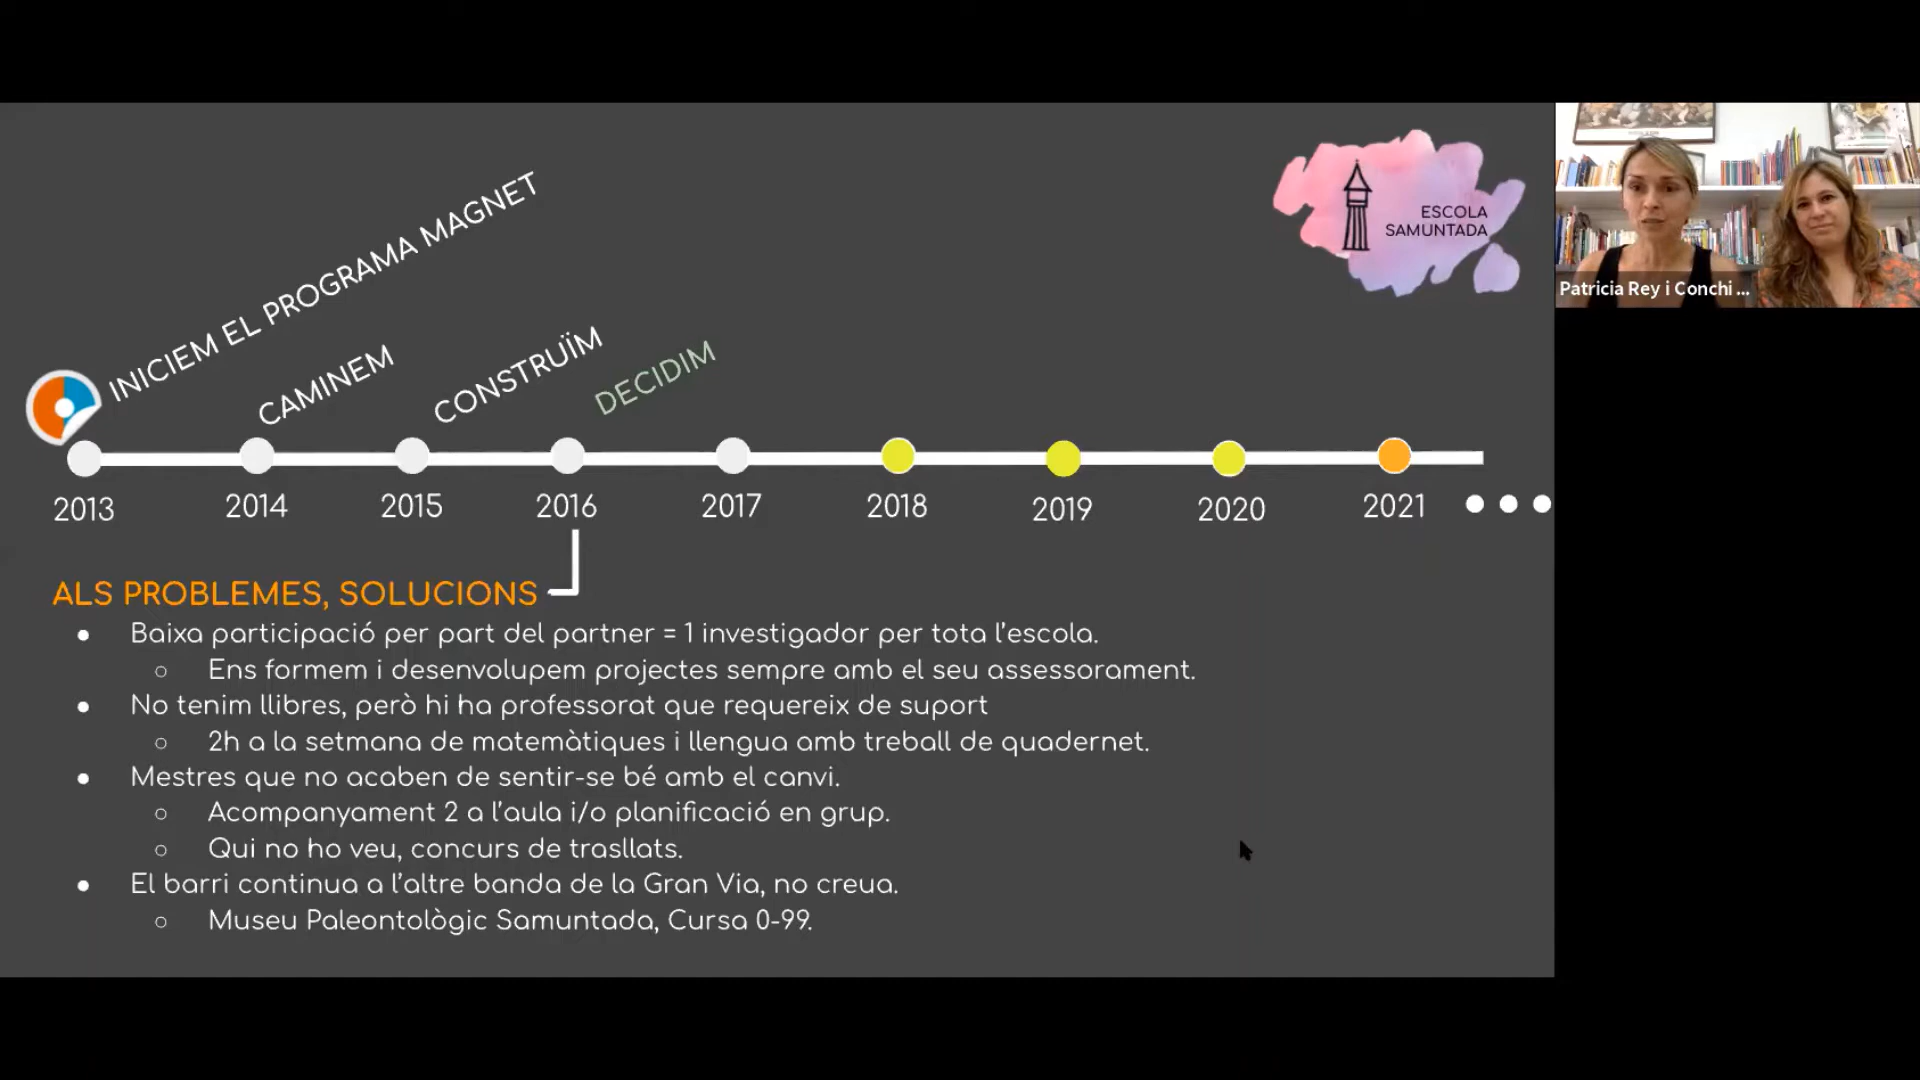 INICIEM EL PROGRAMA MAGNET
CAMINEM
CONSTRUÏM
DECIDIM
ESCOLA
SAMUNTADA
2013
2014
2015
2016
2017
2018
2019
2020
2021
ALS PROBLEMES, SOLUCIONS
Baixa participació per part del partner = 1 investigador per tota l'escola.
Ens formem i desenvolupem projectes sempre amb el seu assessorament.
No tenim llibres, però hi ha professorat que requereix de suport
2h a la setmana de matemàtiques i llengua amb treball de quadernet.
Mestres que no acaben de sentir-se bé amb el canvi.
Acompanyament 2 a l'aula i/o planificació en grup.
Qui no ho veu, concurs de trasllats.
El barri continua a l'altre banda de la Gran Via, no creua.
Museu Paleontològic Samuntada, Cursa 0-99.
Patricia Rey i Conchi ...